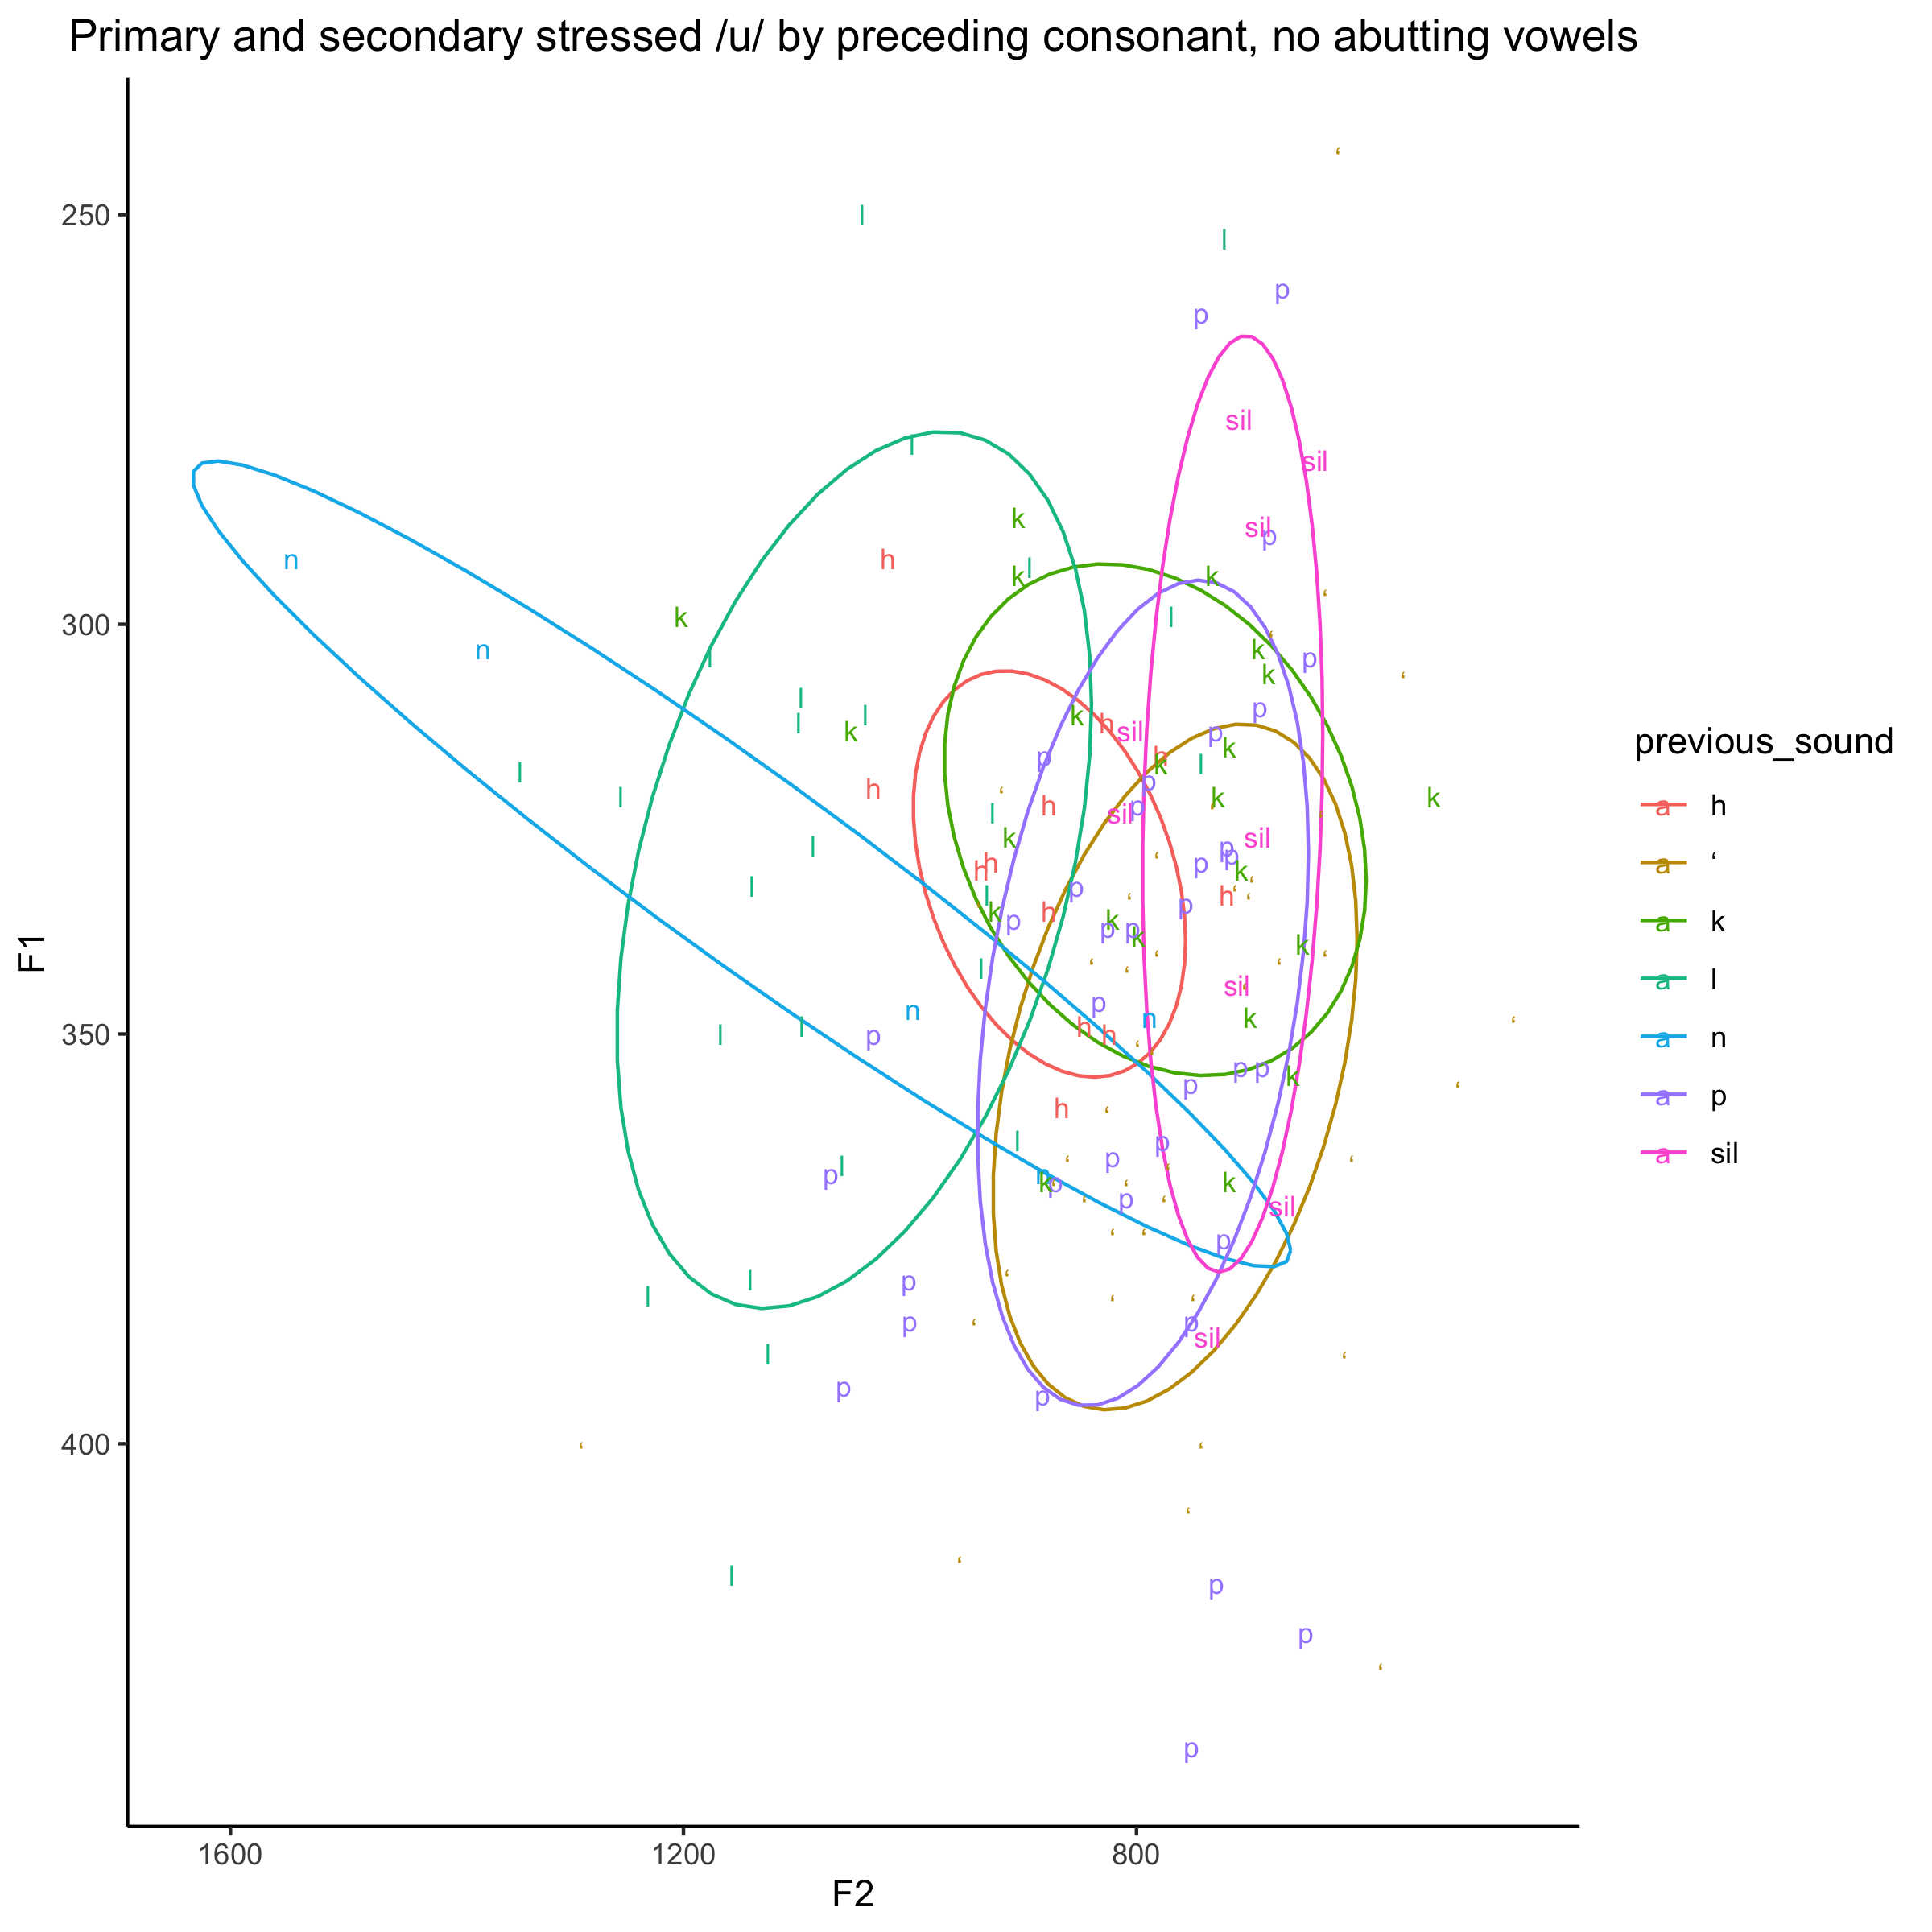 Primary and secondary stressed /u/ by preceding consonant, no abutting vowels
F1
250
300
350
400
1600
1200
800
F2
previous_sound
a h
a ‘
a k
a l
a n
a p
a sil